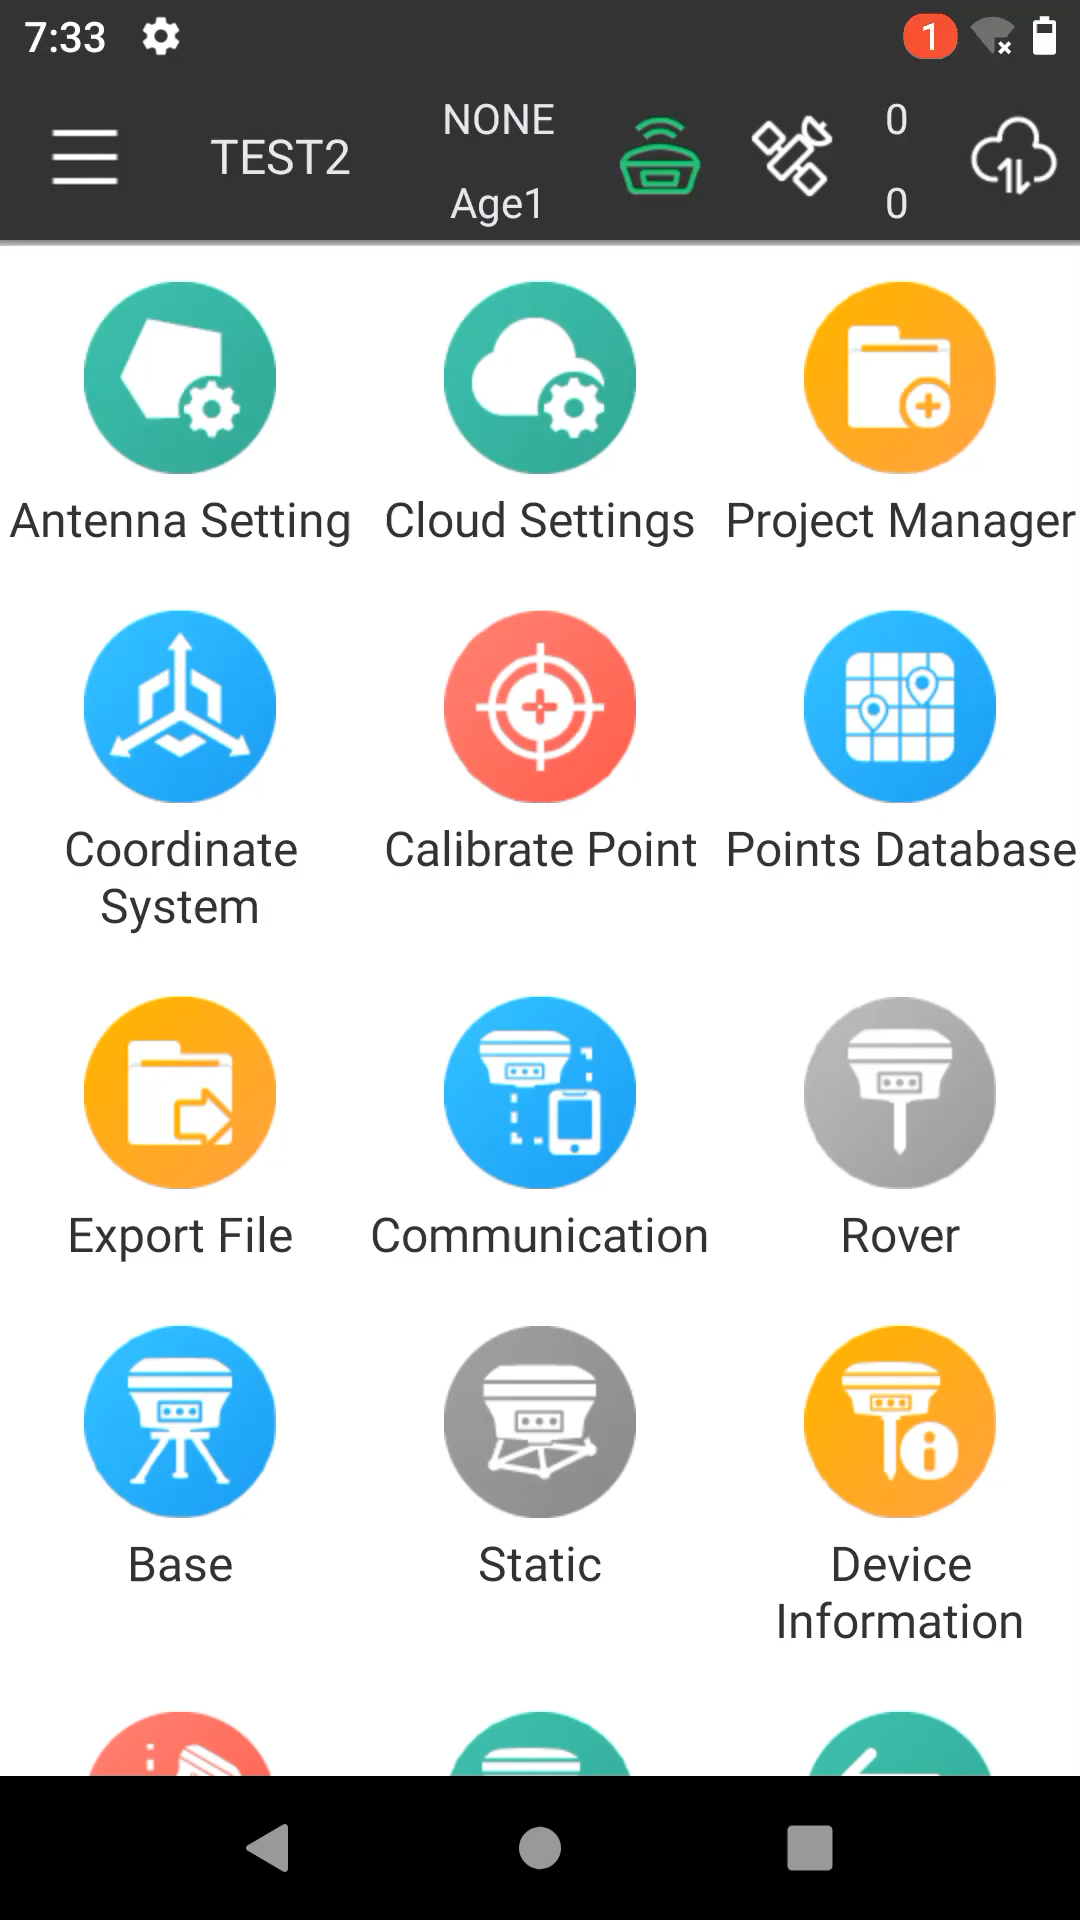 7:33
1
TEST2
NONE
Age1
0
0
Antenna Setting
Cloud Settings
Project Manager
Coordinate
System
Calibrate Point
Points Database
Export File
Communication
Rover
Base
Static
Device
Information